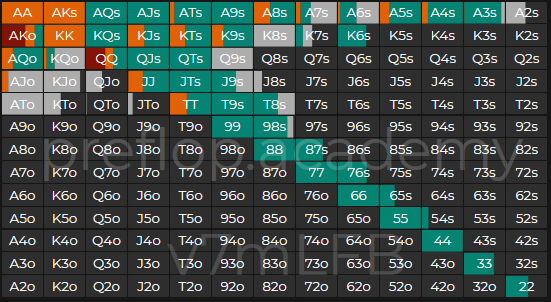 AA AKs AQs AJs ATs A9s A8s A7s A6s A5s A4s A3s A2s
AKo KK KQs KJs KTs K9s K8s K7s K6s K5s K4s K3s K2s
AQo KQo QQ QJs QTs Q9s Q8s Q7s Q6s Q5s Q4s Q3s Q2s
AJo KJo QJo JJ JTs J9s J8s J7s J6s J5s J4s J3s J2s
ATo KTo QTo JTo TT T9s T8s T7s T6s T5s T4s T3s T2s
A9o K9o Q9o J9o T9o 99 98s 97s 96s 95s 94s 93s 92s
A8o K8o Q8o J8o T8o 98o 88 87s 86s 85s 84s 83s 82s
A7o K7o Q7o J7o T7o 97o 87o 77 76s 75s 74s 73s 72s
A6o K6o Q6o J6o T6o 96o 86o 76o 66 65s 64s 63s 62s
A5o K5o Q5o J5o T5o 95o 85o 75o 65o 55 54s 53s 52s
A4o K4o Q4o J4o T4o 94o 84o 74o 64o 54o 44 43s 42s
A3o K3o Q3o J3o T3o 93o 83o 73o 63o 53o 43o 33 32s
A2o K2o Q2o J2o T2o 92o 82o 72o 62o 52o 42o 32o 22
preflop.academy
v7mLFB